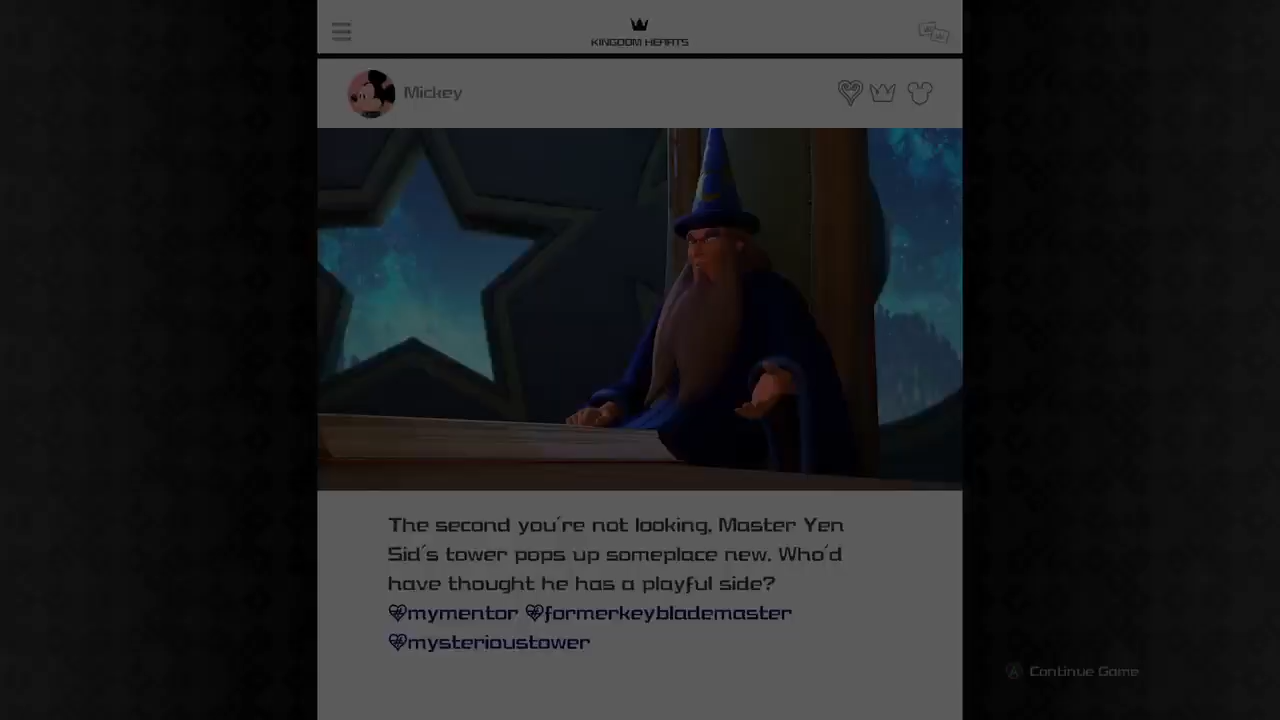 KINGDOM HEARTS
Mickey
The second you're not looking, Master Yen
Sid's tower pops up someplace new. Who'd
have thought he has a playful side?
mymentor formerkeyblademaster
mysterioustower
A Continue Game